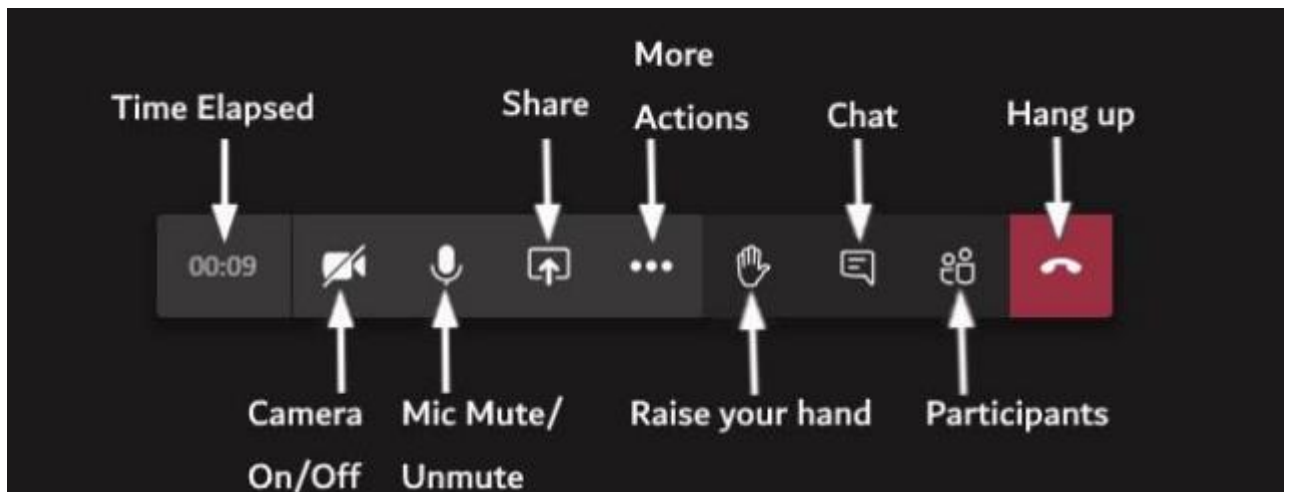 More
Time Elapsed
Share
Actions
Chat
Hang up
00:09
Camera
Mic Mute/
Raise your hand
Participants
On/Off
Unmute